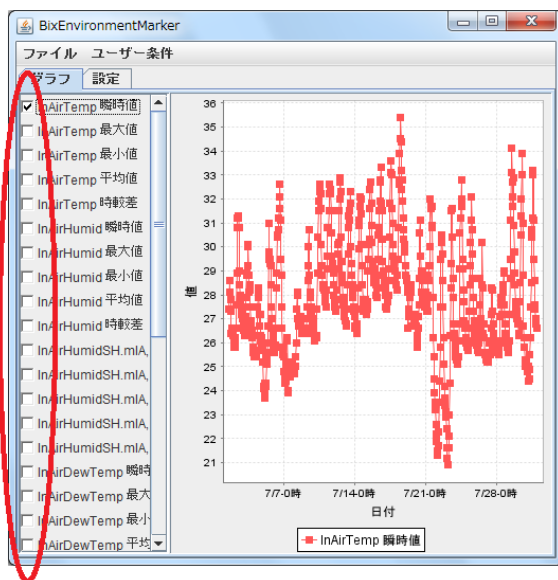 BixEnvironmentMarker
ファイル ユーザー条件
グラフ 設定
InAirTemp 瞬時値
InAirTemp 最大値
InAirTemp 最小値
InAirTemp 平均値
InAirTemp 時較差
InAirHumid 瞬時値
InAirHumid 最大値
InAirHumid 最小値
InAirHumid 平均値
InAirHumid 時較差
InAirHumidSH.mIA,
InAirHumidSH.mIA,
InAirHumidSH.mIA,
InAirHumidSH.mIA,
InAirHumidSH.mIA,
InAirDewTemp 瞬時
InAirDewTemp 最大
InAirDewTemp 最小
InAirDewTemp 平均
36
35
34
33
32
31
30
29
28
27
26
25
24
23
22
21
値
7/7-0時 7/14-0時 7/21-0時 7/28-0時
日付
InAirTemp 瞬時値